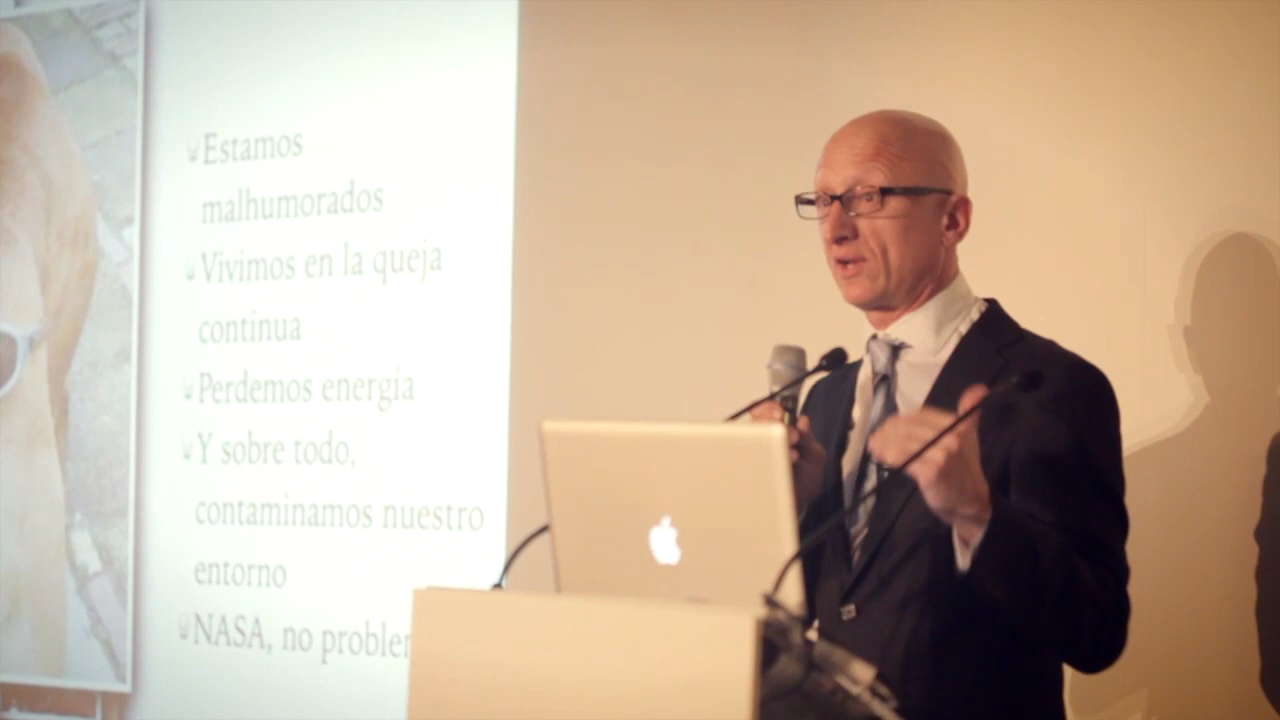 Estamos
malhumorados
Vivimos en la queja
continua
Perdemos energía
Y sobre todo,
contaminamos nuestro
entorno
NASA, no